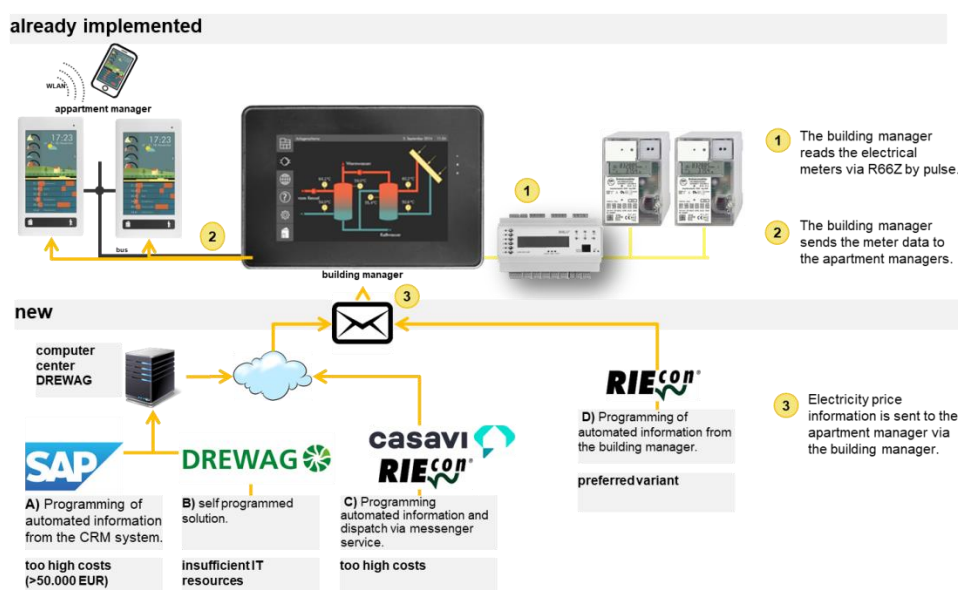 already implemented
WLAN
appartment manager
17:23
17:23
bus
2
building manager
1
1
The building manager
reads the electrical
meters via R66Z by pulse.
2
The building manager
sends the meter data to
the apartment managers.
new
3
computer
center
DREWAG
SAP
DREWAG
casavi
RIEcon
RIEcon
A) Programming of
automated information
from the CRM system.
too high costs
(>50.000 EUR)
B) self programmed
solution.
insufficient IT
resources
C) Programming
automated information and
dispatch via messenger
service.
too high costs
D) Programming of
automated information from
the building manager.
preferred variant
3
Electricity price
information is sent to the
apartment manager via
the building manager.